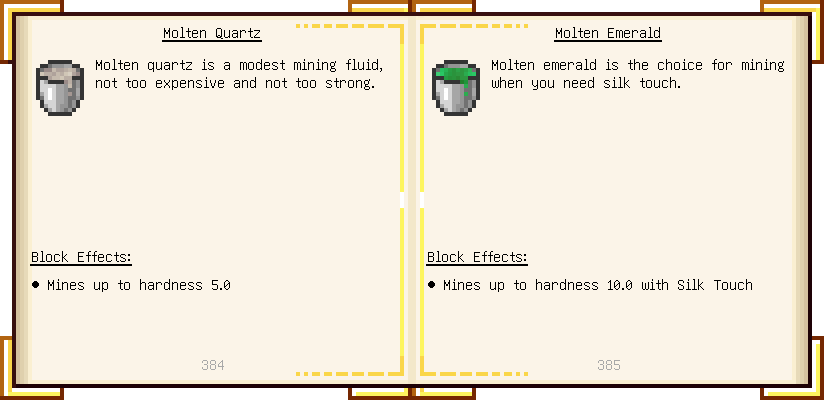 Molten Quartz
Molten quartz is a modest mining fluid,
not too expensive and not too strong.
Block Effects:
● Mines up to hardness 5.0
384
Molten Emerald
Molten emerald is the choice for mining
when you need silk touch.
Block Effects:
● Mines up to hardness 10.0 with Silk Touch
385